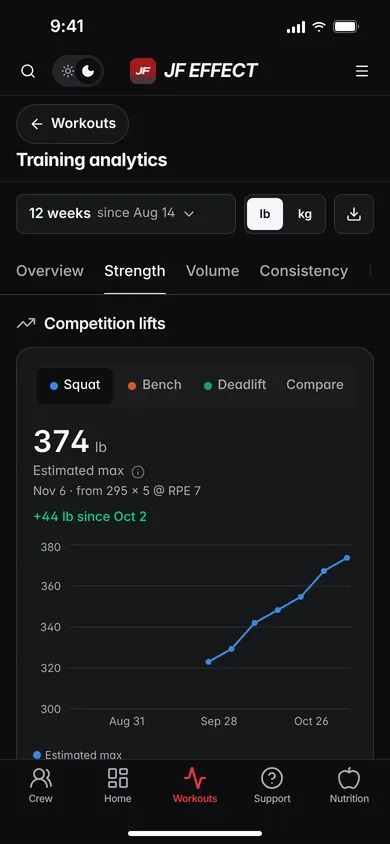 9:41
JF JF EFFECT
Workouts
Training analytics
12 weeks since Aug 14
lb kg
Overview Strength Volume Consistency
Competition lifts
Squat Bench Deadlift Compare
374 lb
Estimated max
Nov 6 · from 295 × 5 @ RPE 7
+44 lb since Oct 2
380
360
340
320
300
Aug 31 Sep 28 Oct 26
Estimated max
Crew Home Workouts Support Nutrition